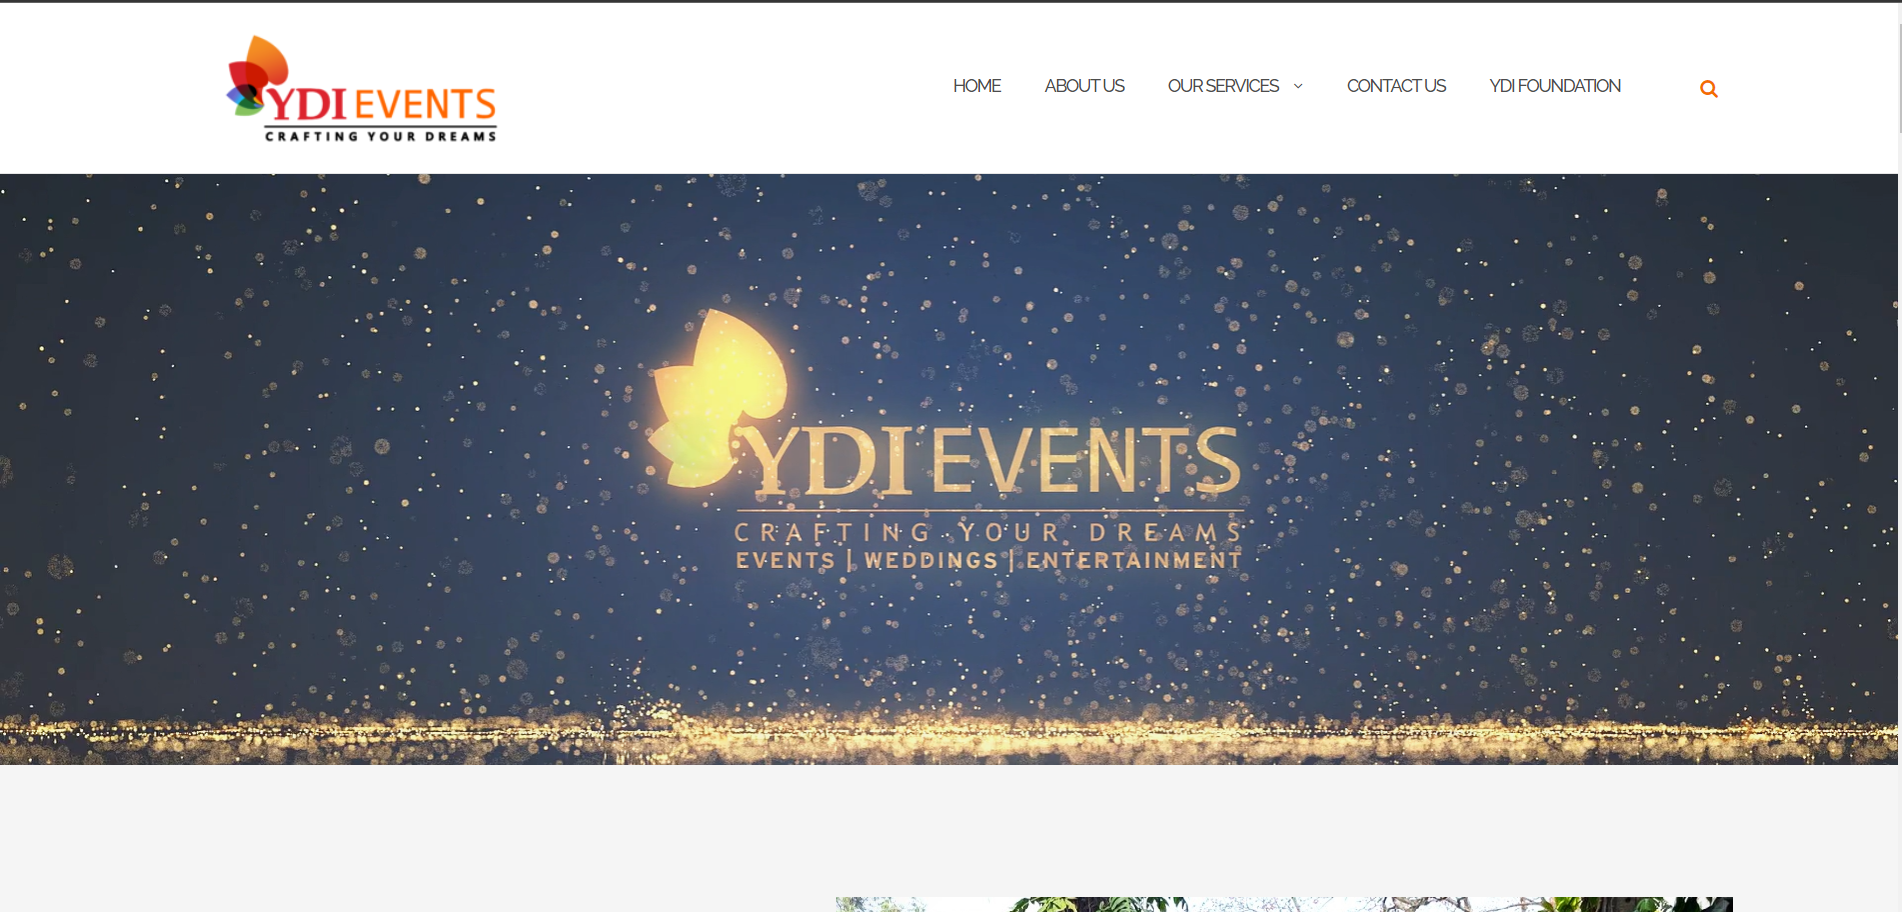 YDI EVENTS
CRAFTING YOUR DREAMS
HOME
ABOUT US
OUR SERVICES
CONTACT US
YDI FOUNDATION
YDI EVENTS
CRAFTING YOUR DREAMS
EVENTS | WEDDINGS | ENTERTAINMENT